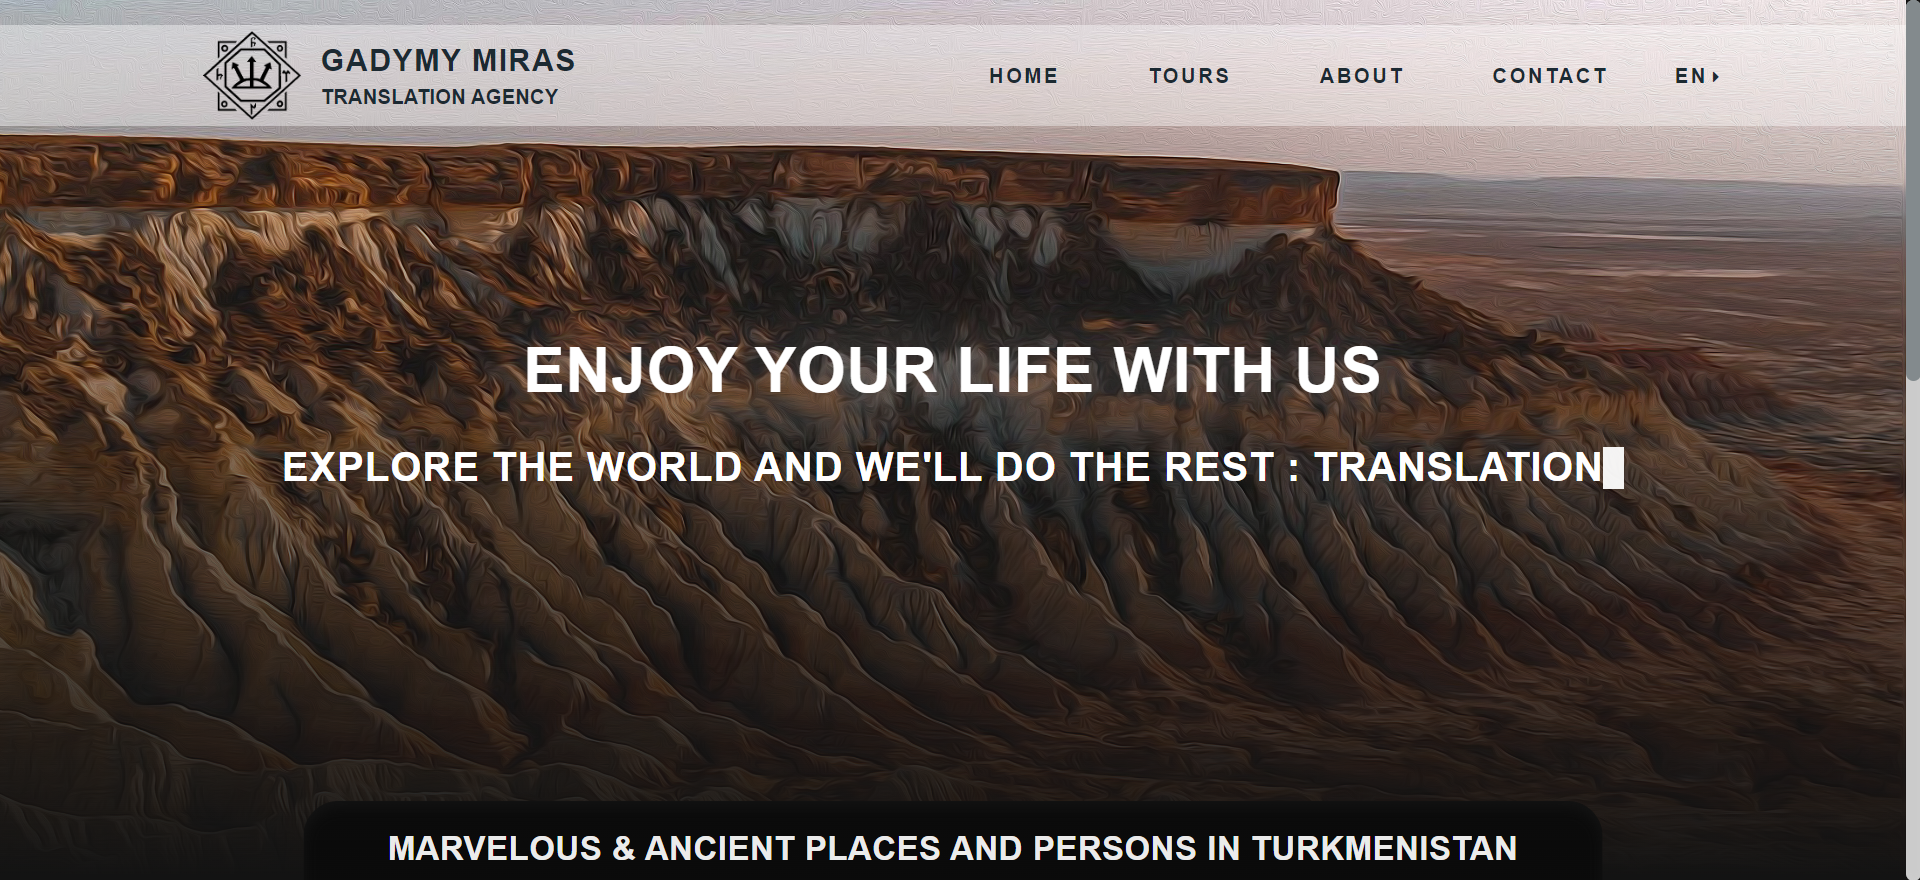 GADYMY MIRAS
TRANSLATION AGENCY
HOME
TOURS
ABOUT
CONTACT
EN
ENJOY YOUR LIFE WITH US
EXPLORE THE WORLD AND WE'LL DO THE REST : TRANSLATION
MARVELOUS & ANCIENT PLACES AND PERSONS IN TURKMENISTAN